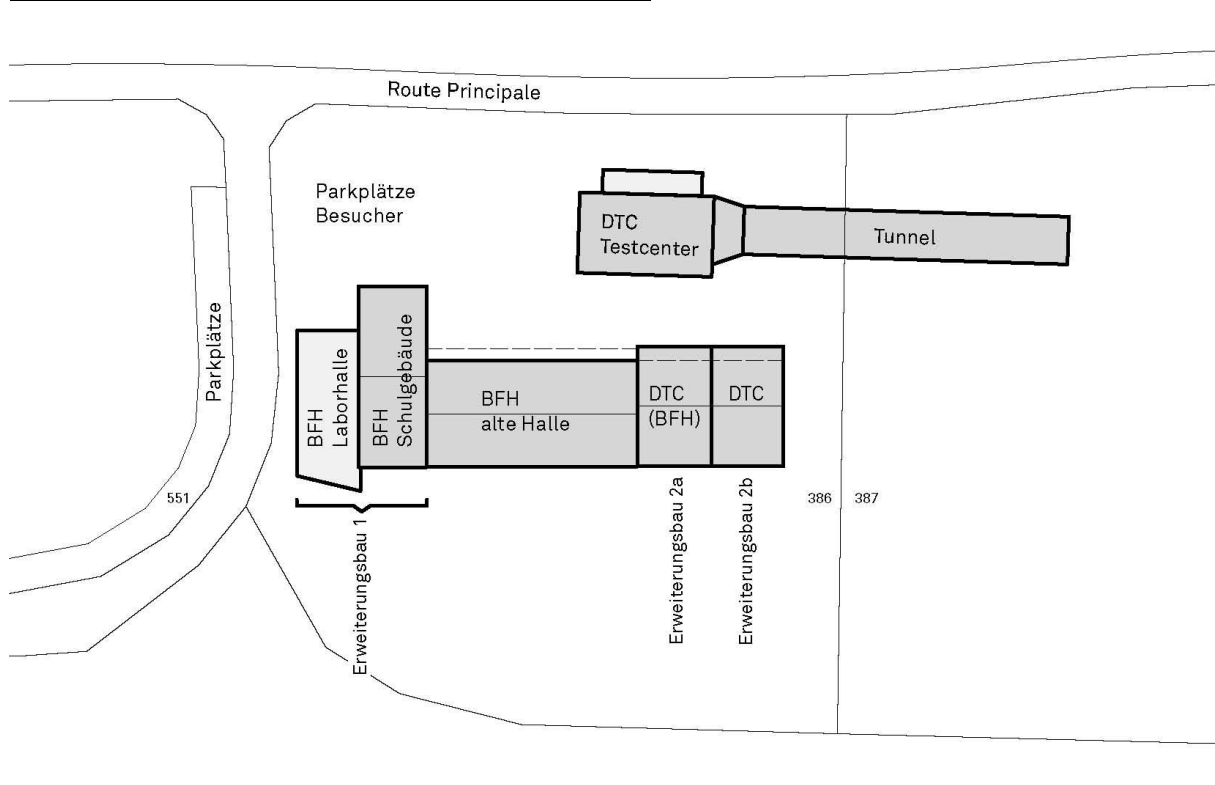 Route Principale
Parkplätze
Besucher
DTC
Testcenter
Tunnel
Parkplätze
BFH
Laborhalle
BFH
Schulgebäude
BFH
alte Halle
DTC
(BFH)
DTC
551
386
387
Erweiterungsbau 1
Erweiterungsbau 2a
Erweiterungsbau 2b